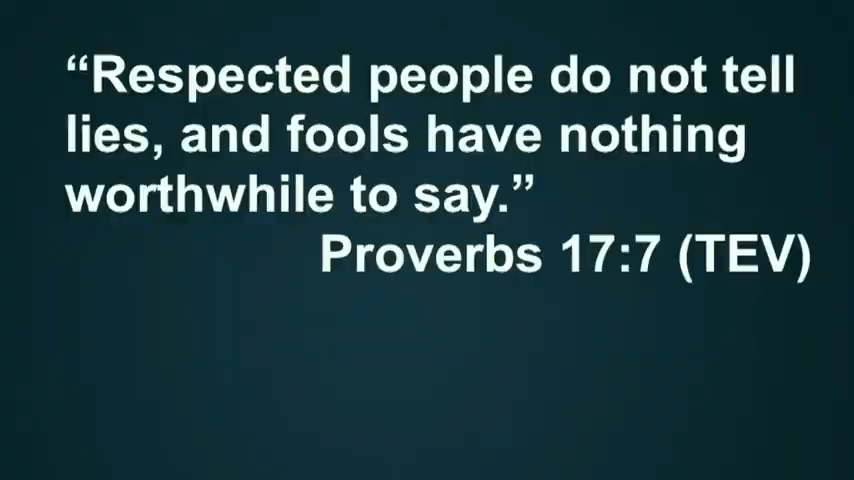 “Respected people do not tell
lies, and fools have nothing
worthwhile to say.”
Proverbs 17:7 (TEV)